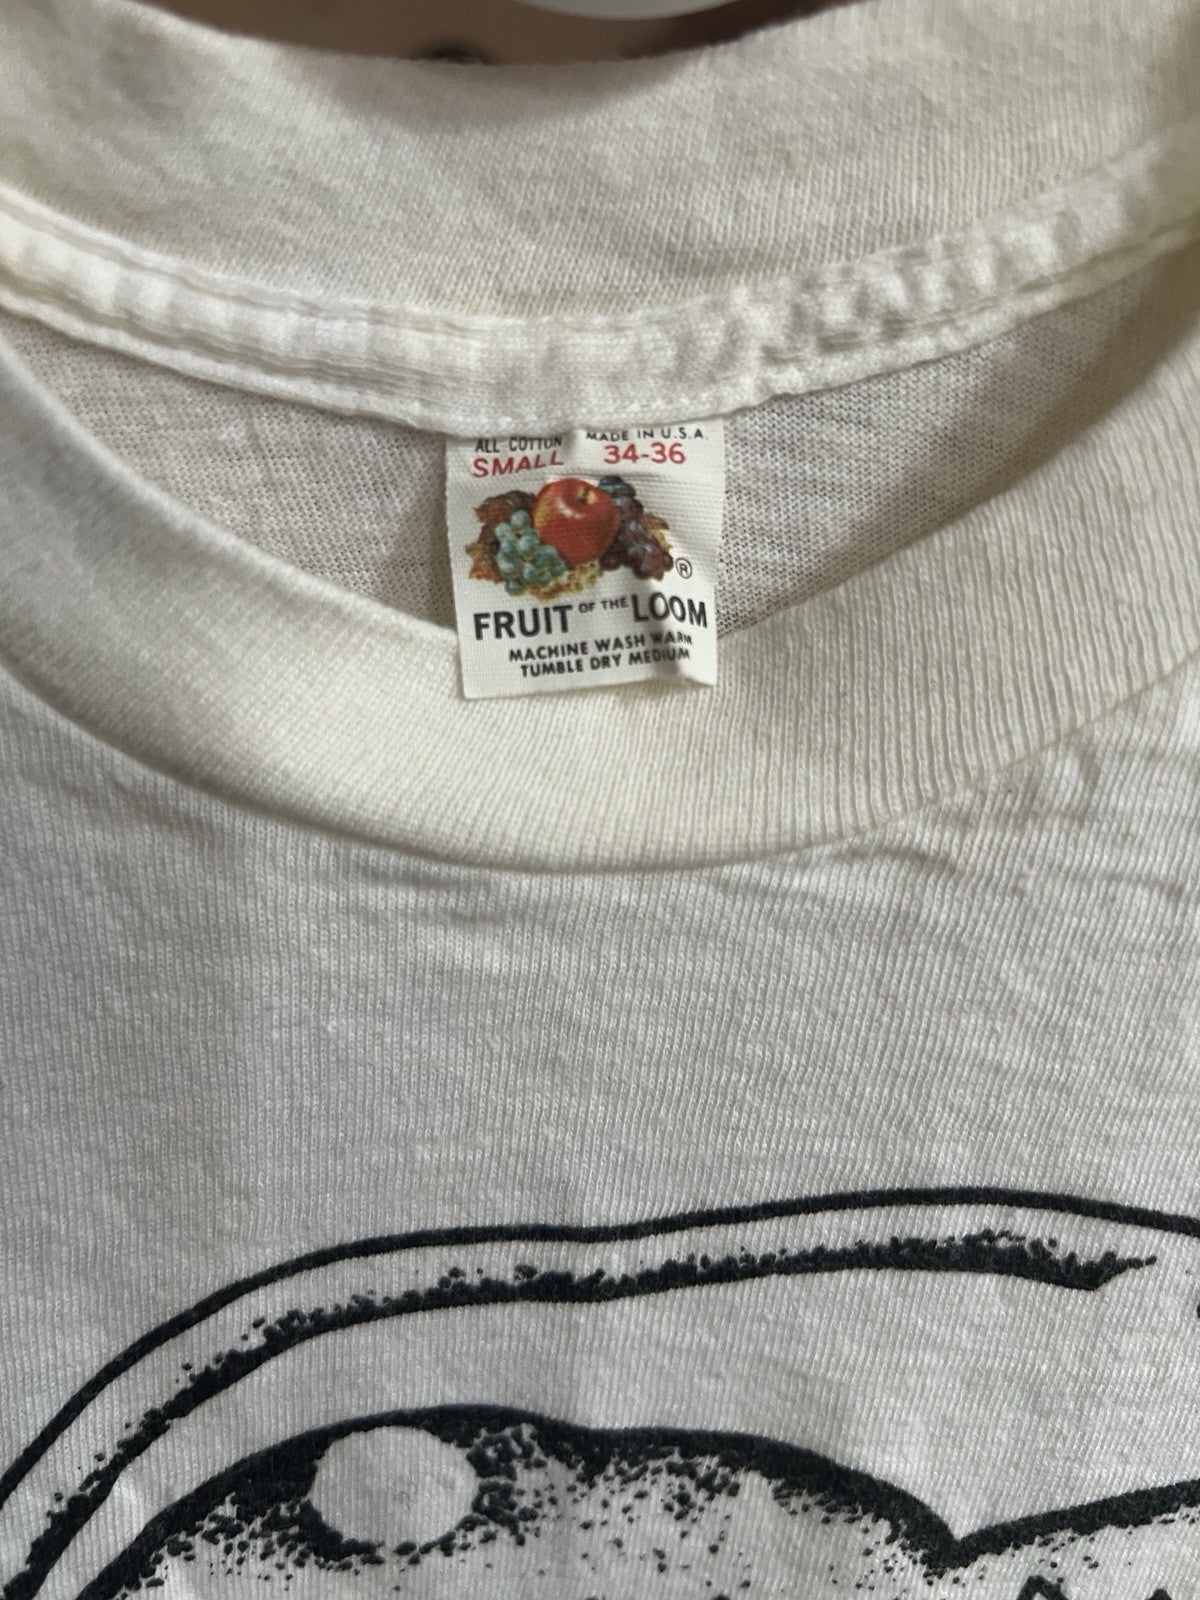 ALL COTTON MADE IN U.S.A.
SMALL 34-36
®
FRUIT OF THE LOOM
MACHINE WASH WARM
TUMBLE DRY MEDIUM